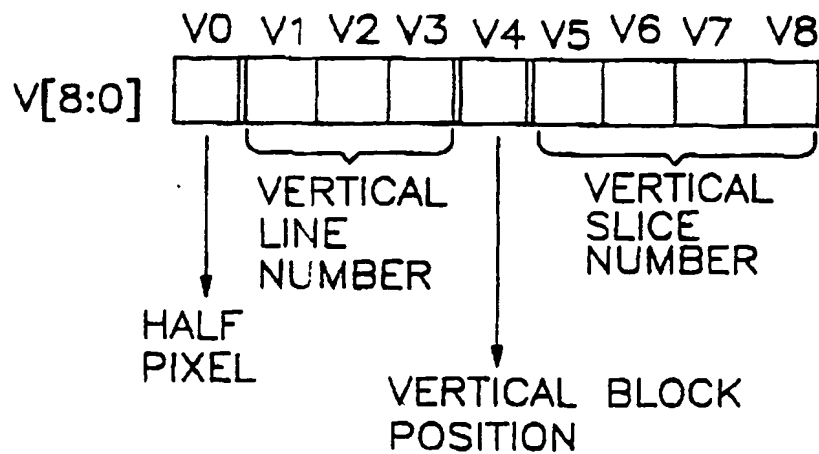 V0 V1 V2 V3 V4 V5 V6 V7 V8
V[8:0]
VERTICAL
LINE
NUMBER
VERTICAL
SLICE
NUMBER
HALF
PIXEL
VERTICAL BLOCK
POSITION